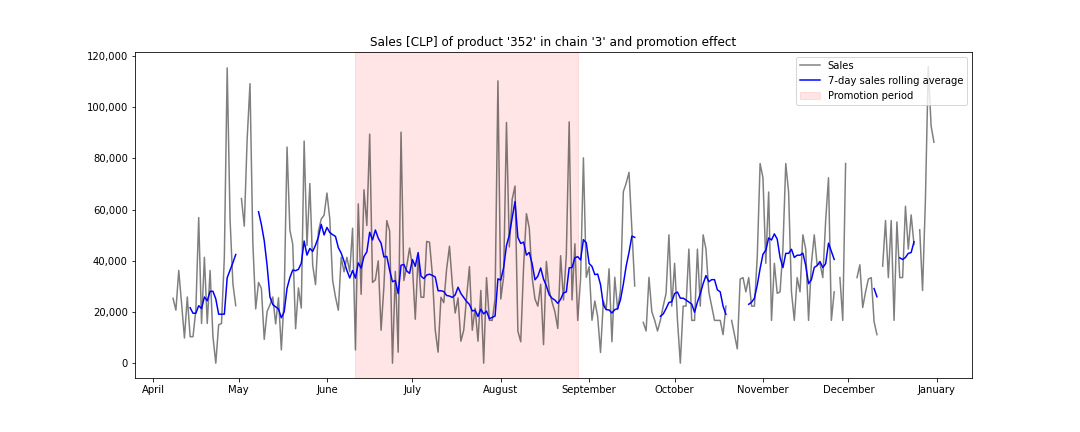 Sales [CLP] of product '352' in chain '3' and promotion effect
120,000
100,000
80,000
60,000
40,000
20,000
0
Sales
7-day sales rolling average
Promotion period
April May June July August September October November December January